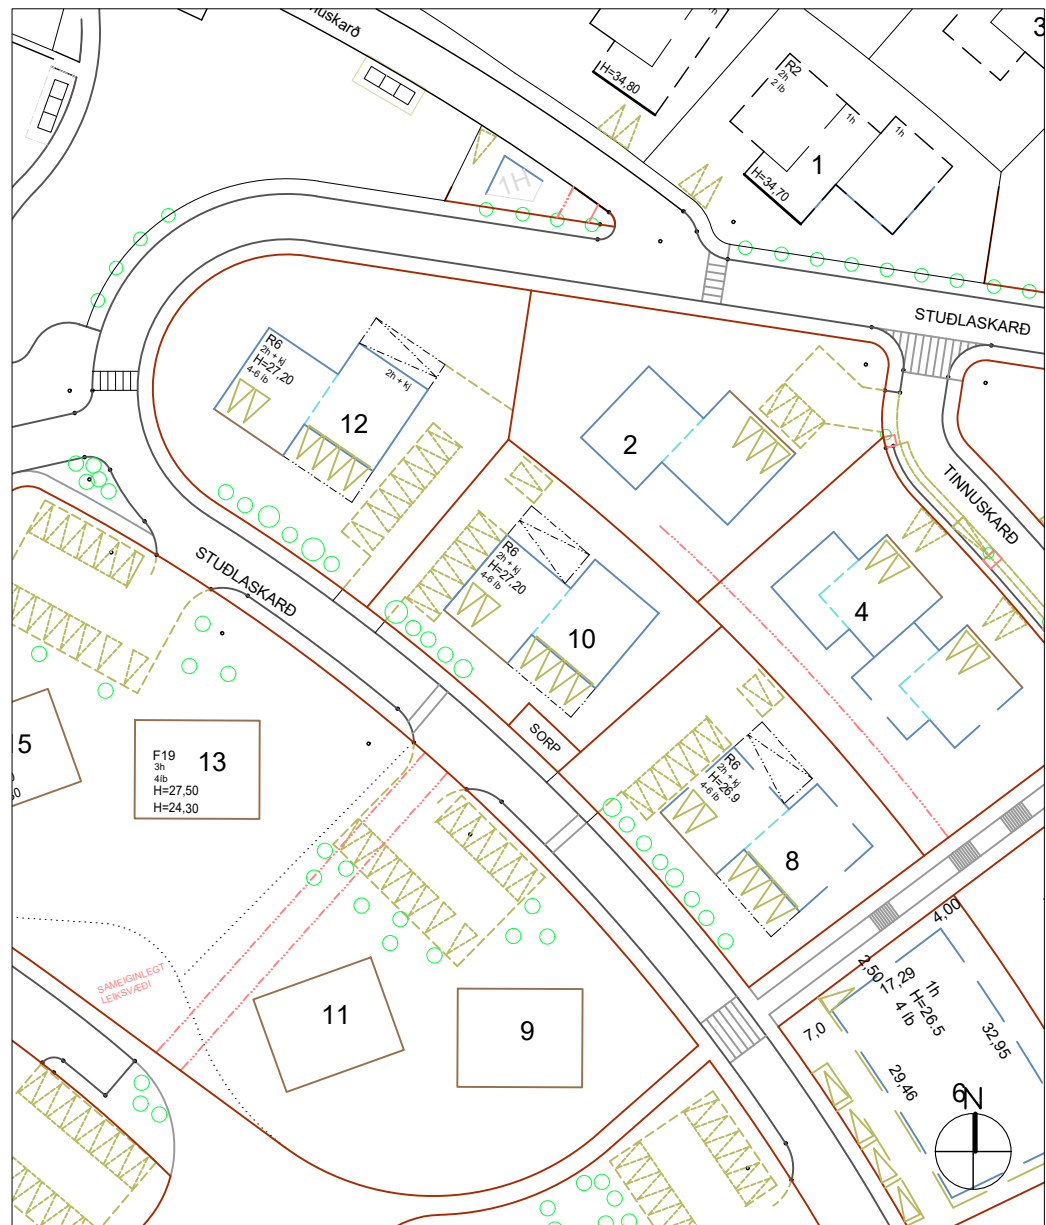 nuskarð
3
H=34,80
1h
R2
2h
2 íb
1h
1h
1
H=34,70
1H
STUÐLASKARÐ
R6
2h + kj
H=27,20
4-6 íb
2h + kj
12
2
TINNUSKARÐ
STUÐLASKARÐ
R6
2h + kj
H=27,20
4-6 íb
10
4
SORP
15
F19
3h
4íb
H=27,50
H=24,30
13
R6
2h + kj
H=26.9
4-6 íb
8
4,00
2,50
17,29
1h
H=26.5
4 íb
7,0
32,95
29,46
6
N
SAMEIGINLEGT
LEIKSVÆÐI
11
9